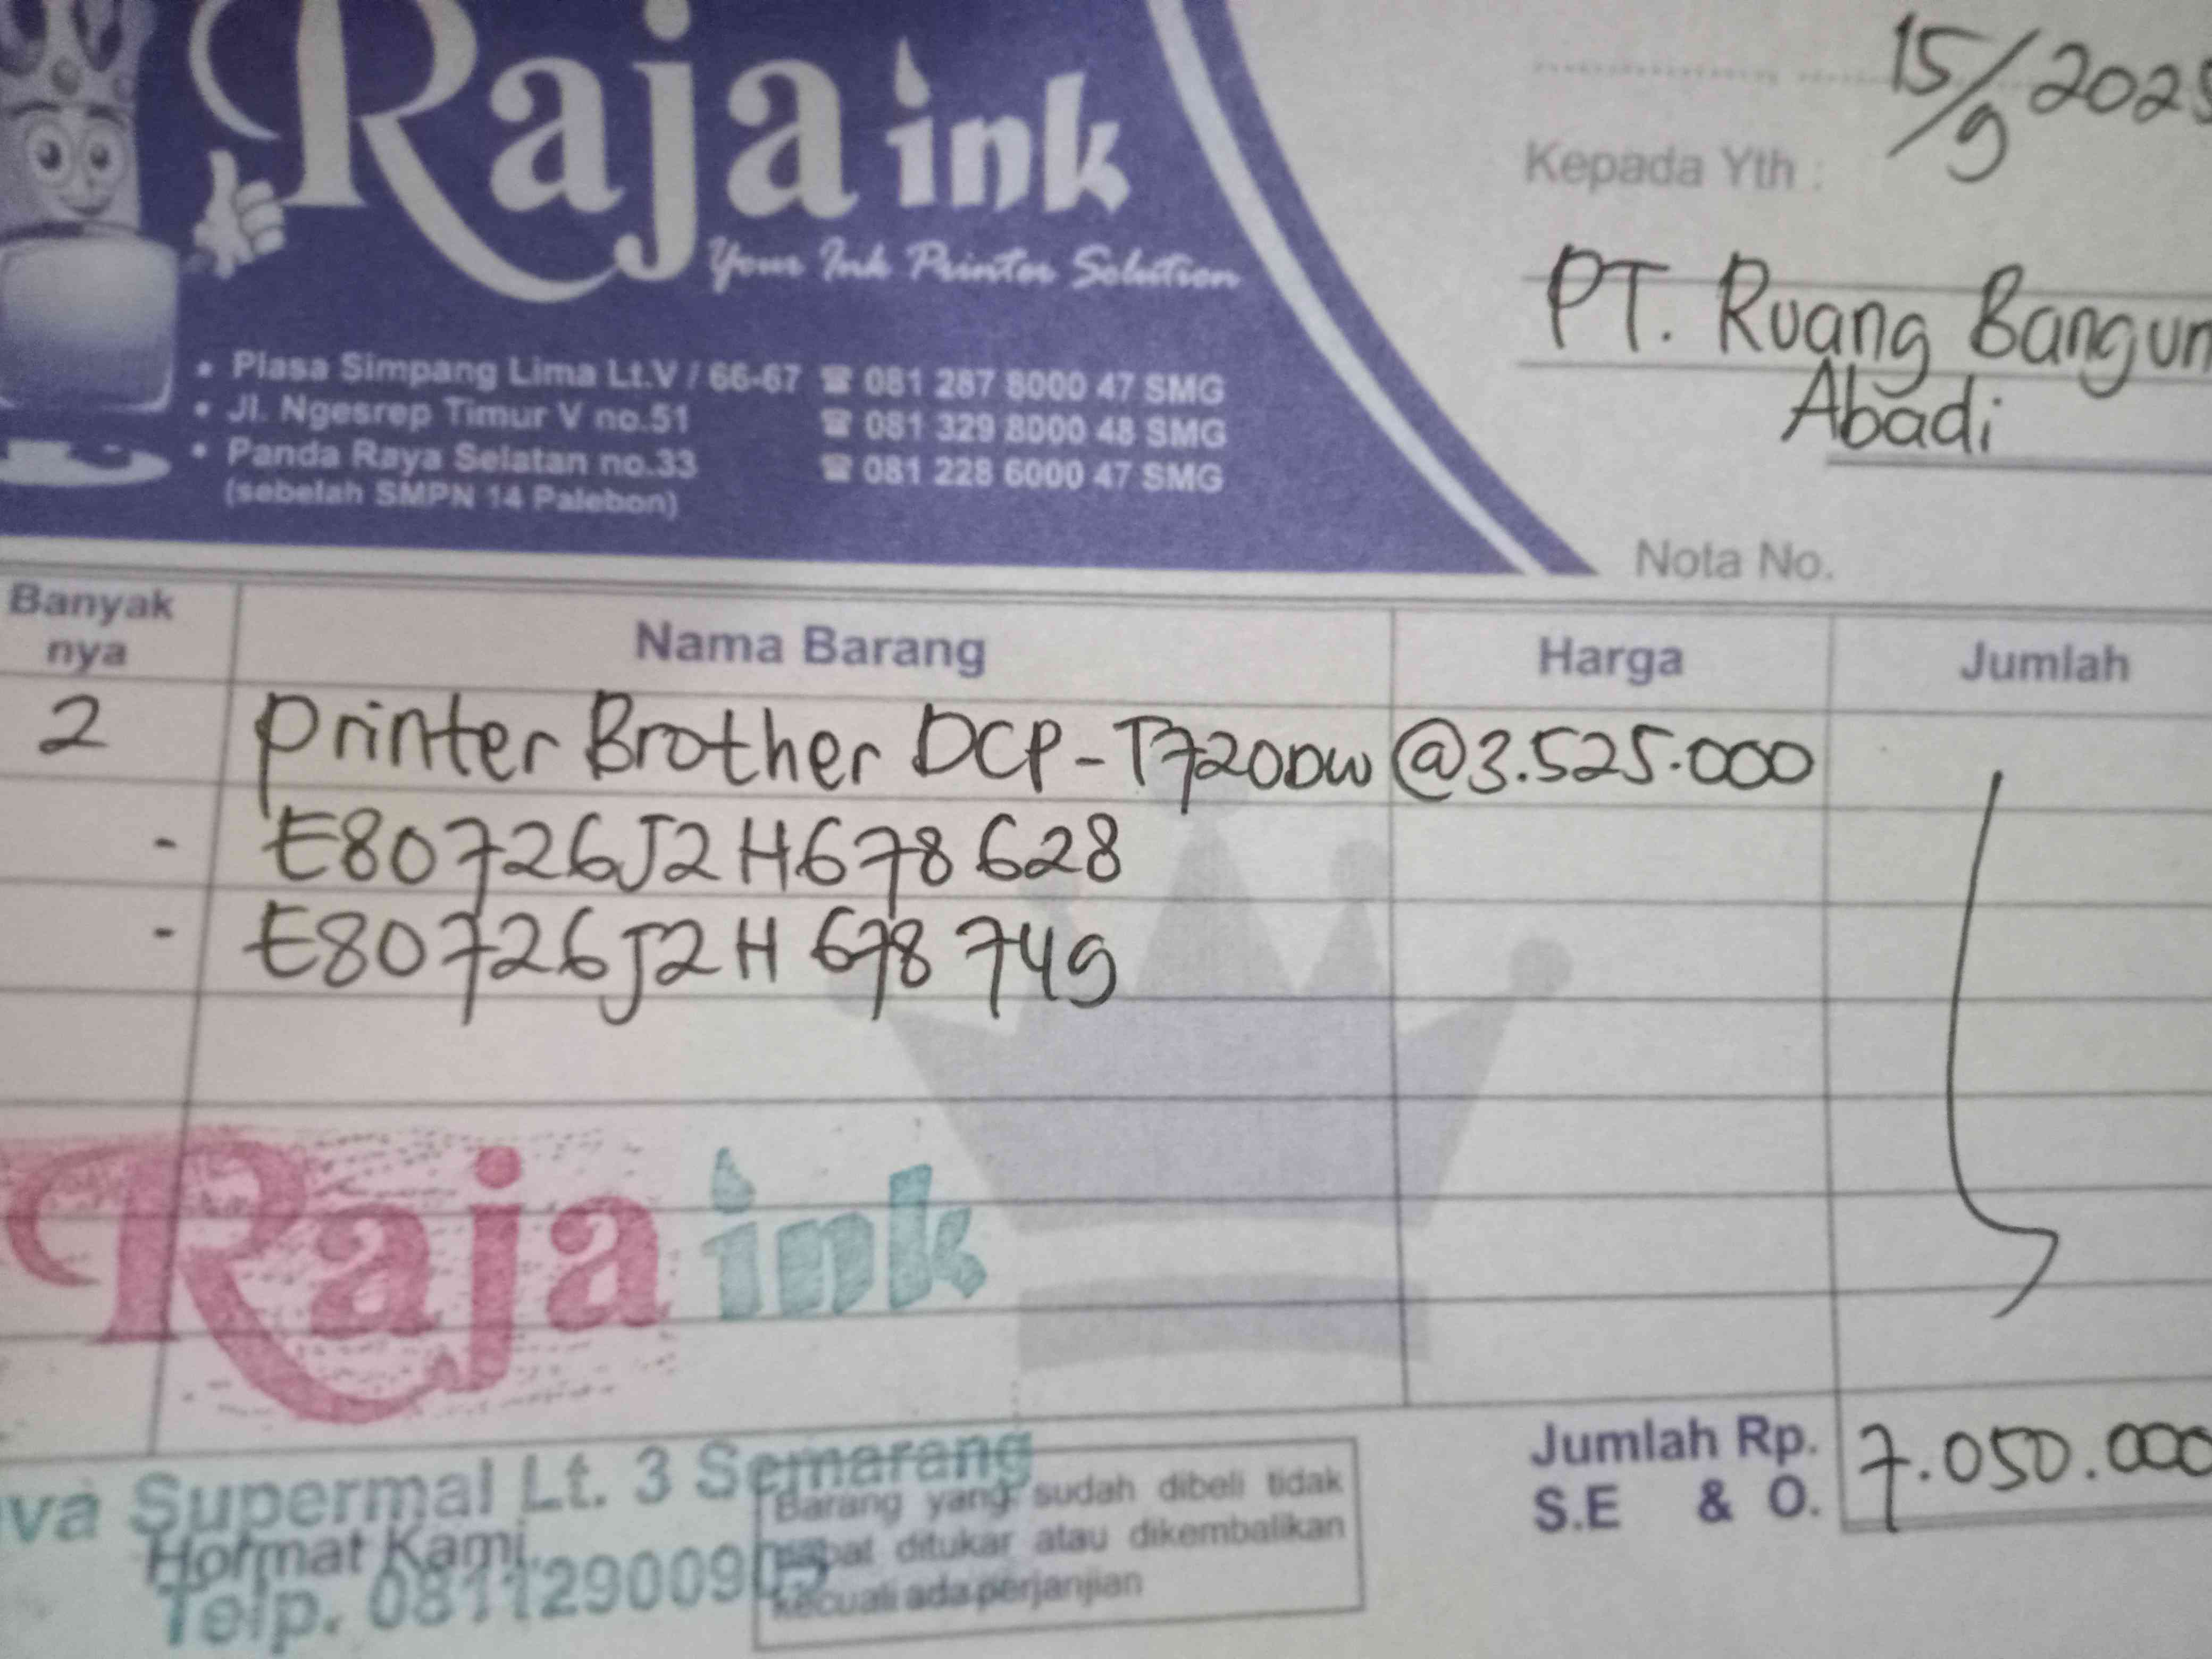 Raja ink
Your Ink Printer Solution
• Plasa Simpang Lima Lt.V / 66-67 ☎ 081 287 8000 47 SMG
• Jl. Ngesrep Timur V no.51 ☎ 081 329 8000 48 SMG
• Panda Raya Selatan no.33 ☎ 081 228 6000 47 SMG
(sebelah SMPN 14 Palebon)
15/9 202
Kepada Yth :
PT. Ruang Bangun
Abadi
Nota No.
Banyak nya Nama Barang Harga Jumlah
2 Printer Brother DCP-T720DW @3.525.000
- E80726J2H678628
- E80726J2H678749
Raja ink
va Supermal Lt. 3 Semarang
Hormat Kami,
Telp. 0811290090
Barang yang sudah dibeli tidak
dapat ditukar atau dikembalikan
kecuali ada perjanjian
Jumlah Rp. 7.050.000
S.E & O.